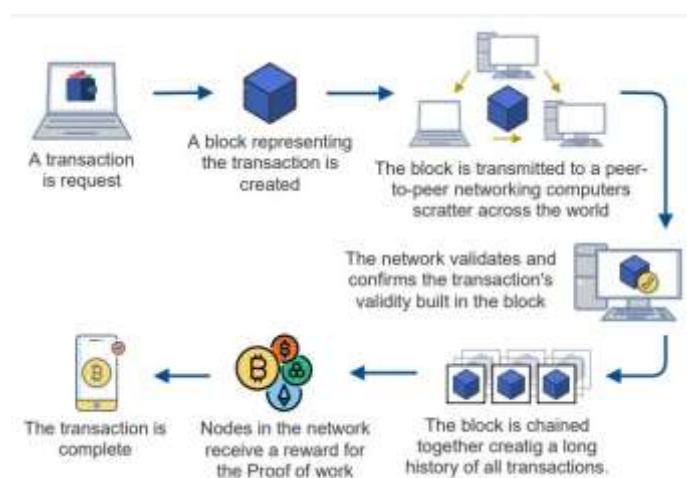 A transaction
is request
A block representing
the transaction is
created
The block is transmitted to a peer-
to-peer networking computers
scratter across the world
The network validates and
confirms the transaction's
validity built in the block
The block is chained
together creatig a long
history of all transactions.
Nodes in the network
receive a reward for
the Proof of work
The transaction is
complete